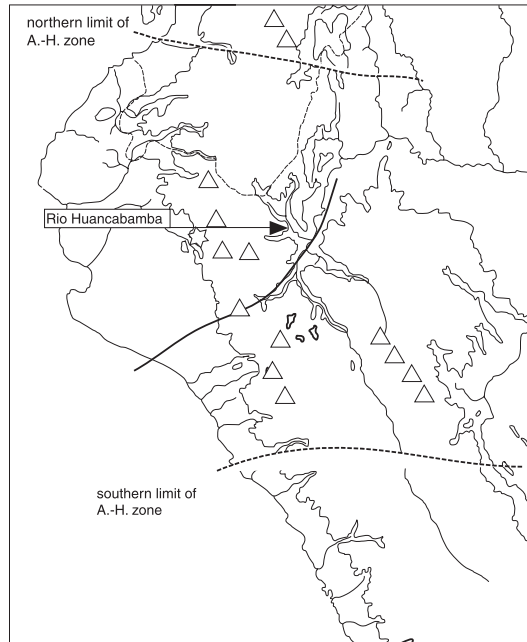 northern limit of
A.-H. zone
Rio Huancabamba
southern limit of
A.-H. zone